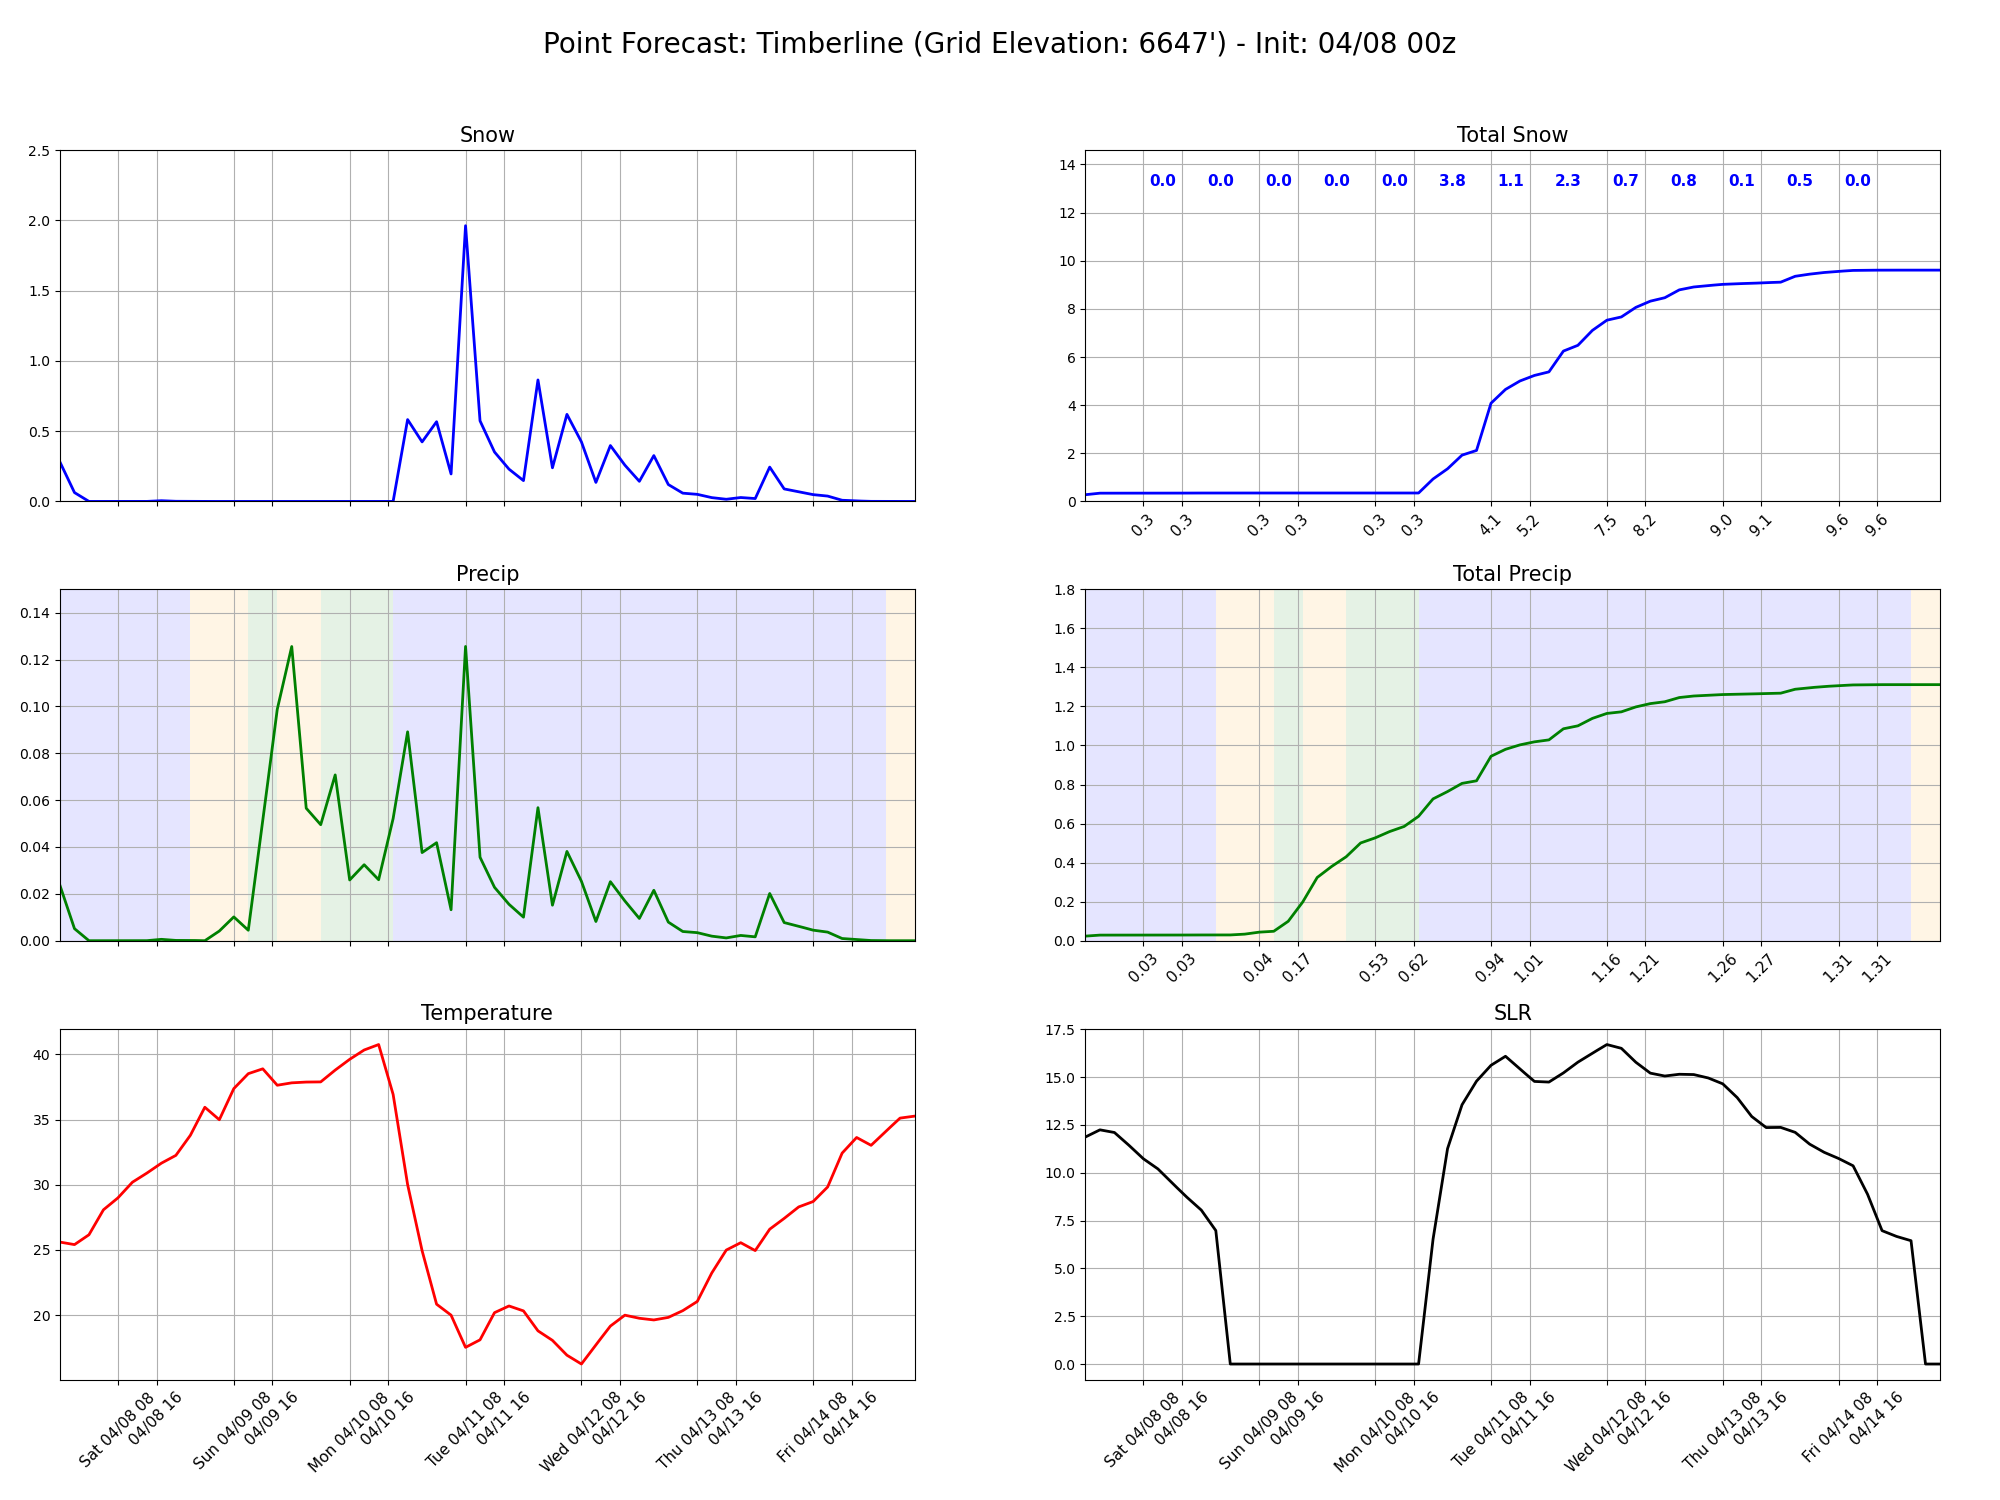 Point Forecast: Timberline (Grid Elevation: 6647') - Init: 04/08 00z
Snow
2.5
2.0
1.5
1.0
0.5
0.0
Total Snow
14
12
10
8
6
4
2
0
0.0 0.0 0.0 0.0 0.0 3.8 1.1 2.3 0.7 0.8 0.1 0.5 0.0
0.3 0.3 0.3 0.3 0.3 0.3 4.1 5.2 7.5 8.2 9.0 9.1 9.6 9.6
Precip
0.14
0.12
0.10
0.08
0.06
0.04
0.02
0.00
Total Precip
1.8
1.6
1.4
1.2
1.0
0.8
0.6
0.4
0.2
0.0
0.03 0.03 0.04 0.17 0.53 0.62 0.94 1.01 1.16 1.21 1.26 1.27 1.31 1.31
Temperature
40
35
30
25
20
Sat 04/08 08
04/08 16
Sun 04/09 08
04/09 16
Mon 04/10 08
04/10 16
Tue 04/11 08
04/11 16
Wed 04/12 08
04/12 16
Thu 04/13 08
04/13 16
Fri 04/14 08
04/14 16
SLR
17.5
15.0
12.5
10.0
7.5
5.0
2.5
0.0
Sat 04/08 08
04/08 16
Sun 04/09 08
04/09 16
Mon 04/10 08
04/10 16
Tue 04/11 08
04/11 16
Wed 04/12 08
04/12 16
Thu 04/13 08
04/13 16
Fri 04/14 08
04/14 16